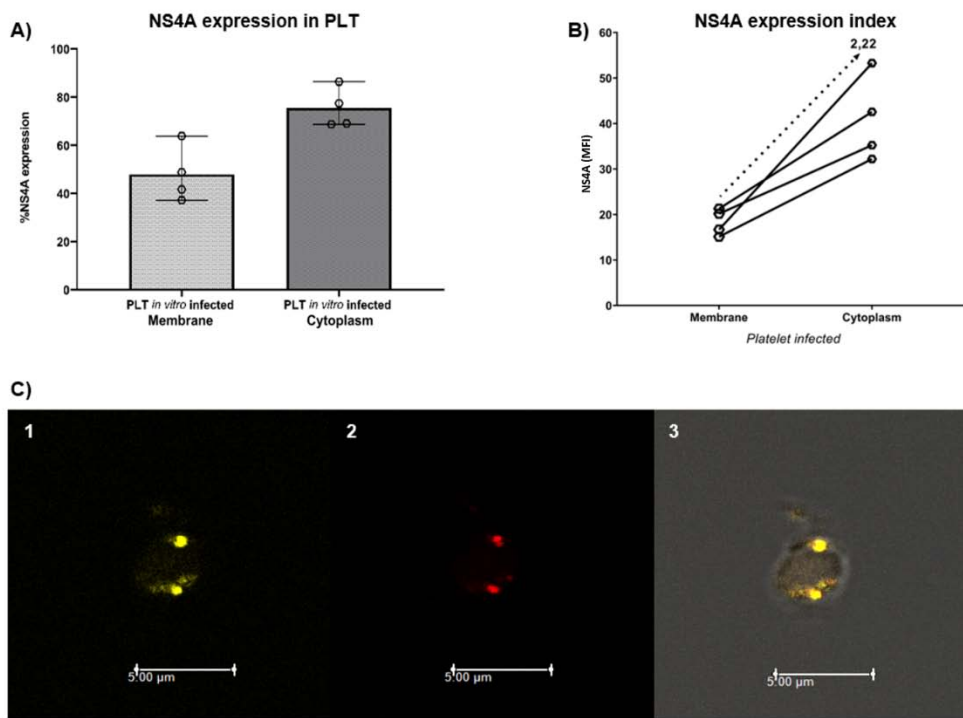 A)
NS4A expression in PLT
%NS4A expression
100
80
60
40
20
0
PLT in vitro infected
Membrane
PLT in vitro infected
Cytoplasm
B)
NS4A expression index
NS4A (MFI)
60
50
40
30
20
10
0
2,22
Membrane
Cytoplasm
Platelet infected
C)
1
5.00 µm
2
5.00 µm
3
5.00 µm